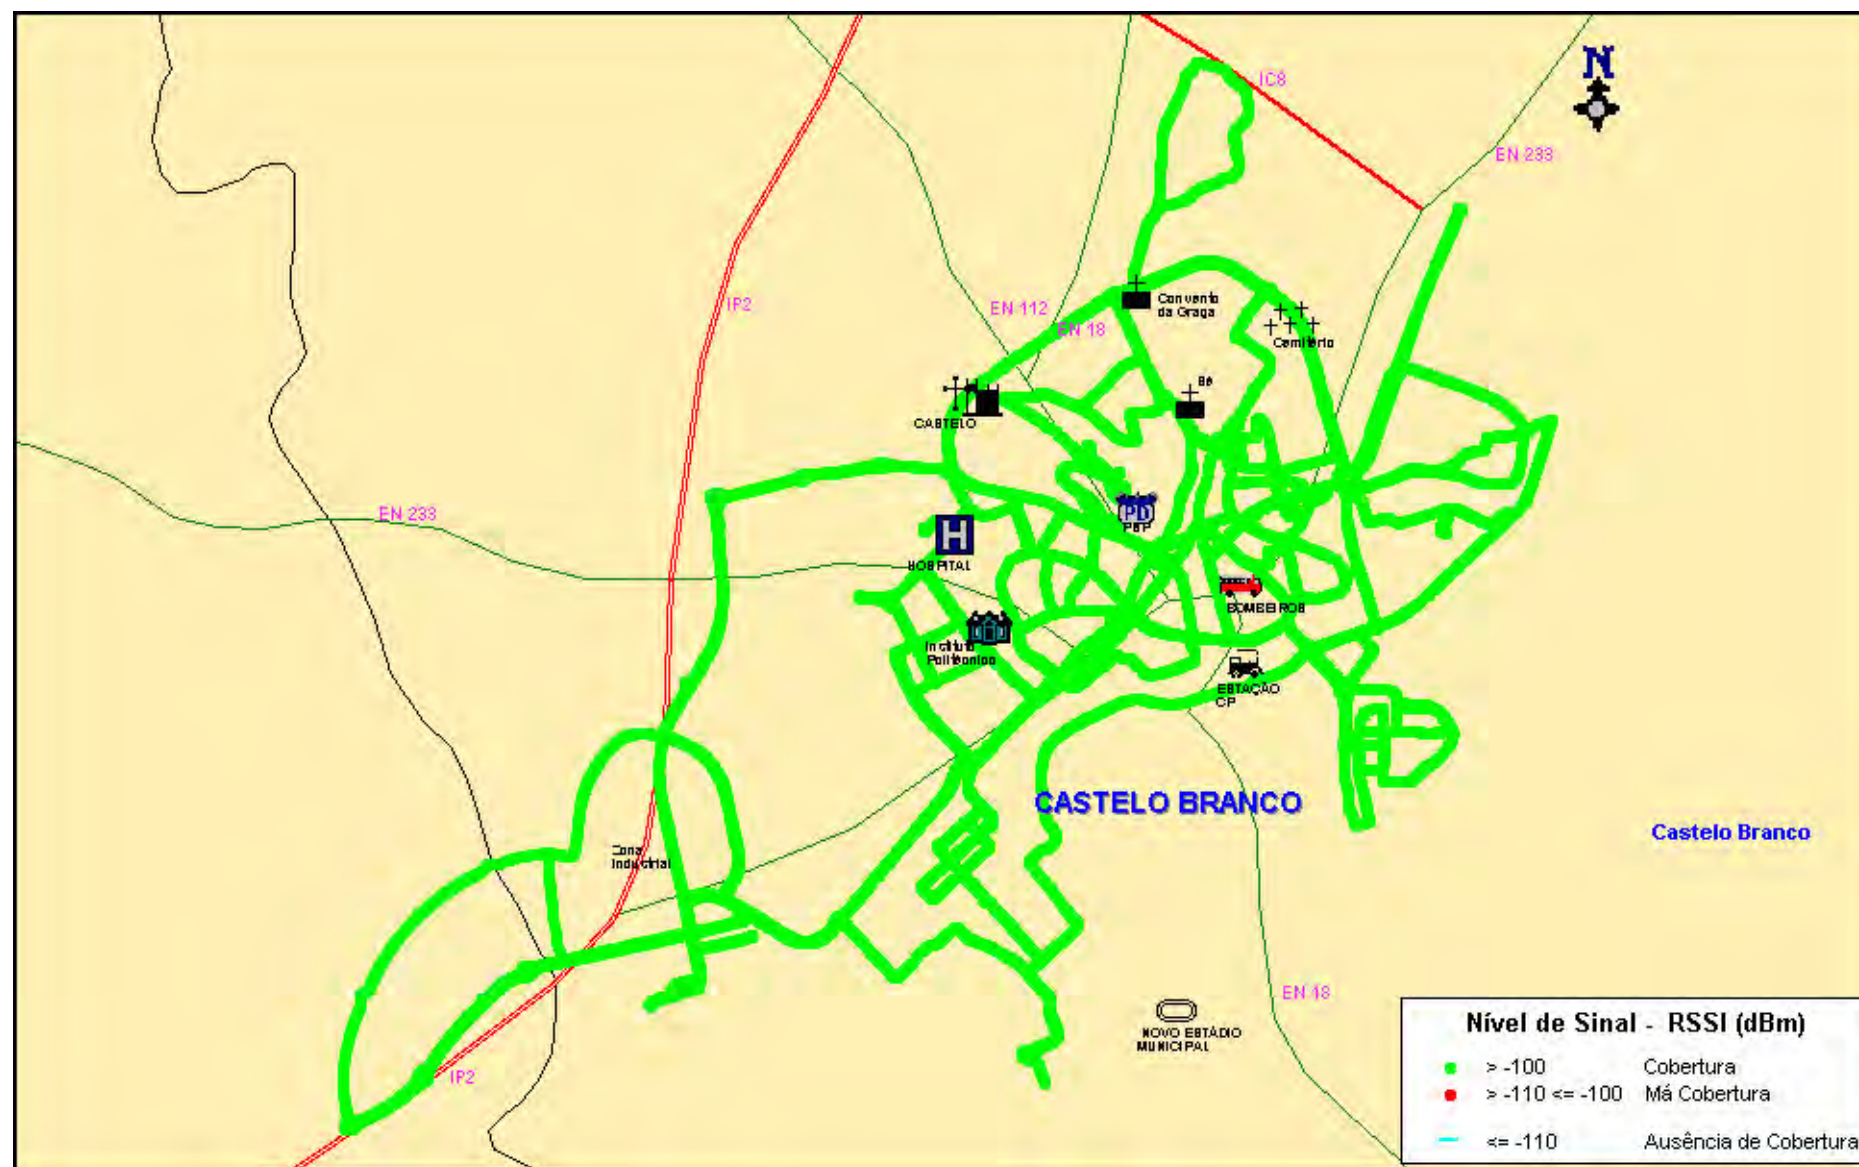 N
IC8
EN 233
IP2
EN 112
EN 18
Convento
da Graça
Cemitério
Sé
CASTELO
EN 233
H
PD
PSP
HOSPITAL
BOMBEIROS
Instituto
Politécnico
ESTAÇÃO
CP
CASTELO BRANCO
Castelo Branco
Zona
Industrial
EN 18
NOVO ESTÁDIO
MUNICIPAL
IP2
Nível de Sinal - RSSI (dBm)
> -100 Cobertura
> -110 <= -100 Má Cobertura
<= -110 Ausência de Cobertura